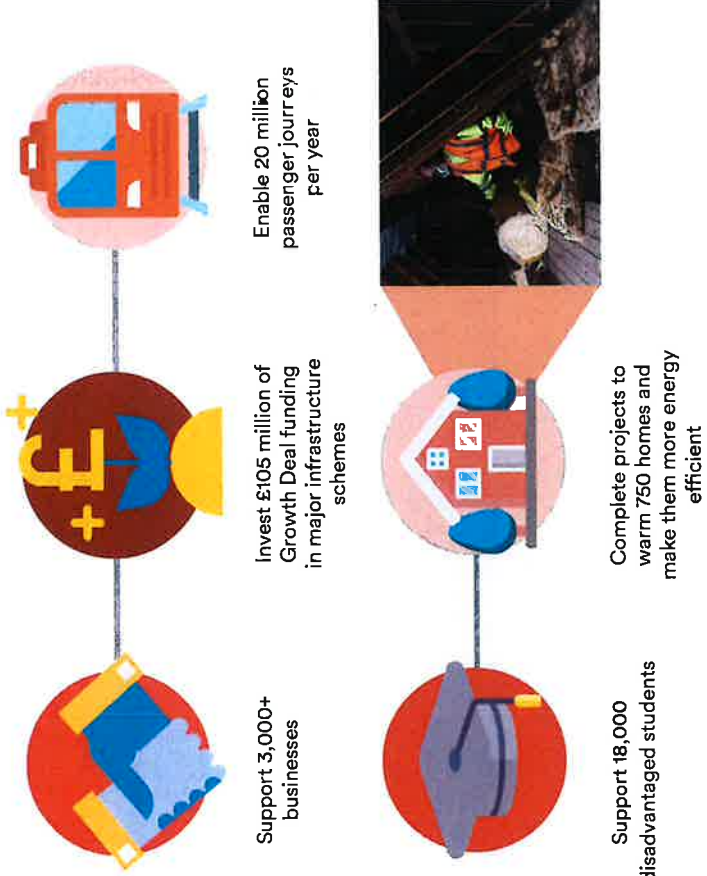 Support 3,000+
businesses
Invest £105 million of
Growth Deal funding
in major infrastructure
schemes
Enable 20 million
passenger journeys
per year
Support 18,000
disadvantaged students
Complete projects to
warm 750 homes and
make them more energy
efficient